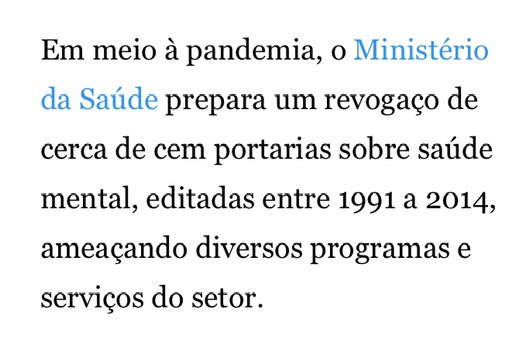 Em meio à pandemia, o Ministério
da Saúde prepara um revogaço de
cerca de cem portarias sobre saúde
mental, editadas entre 1991 a 2014,
ameaçando diversos programas e
serviços do setor.